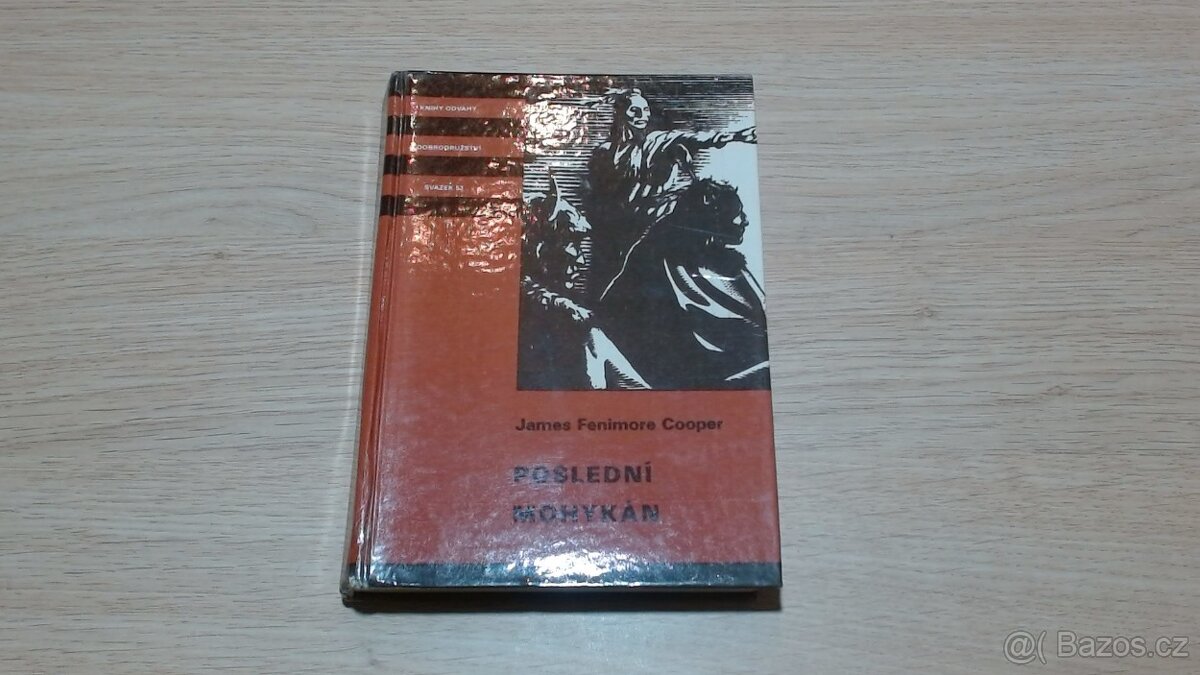 KNIHY ODVAHY
DOBRODRUŽSTVÍ
SVAZEK 53
James Fenimore Cooper
POSLEDNÍ
MOHYKÁN
@( Bazos.cz